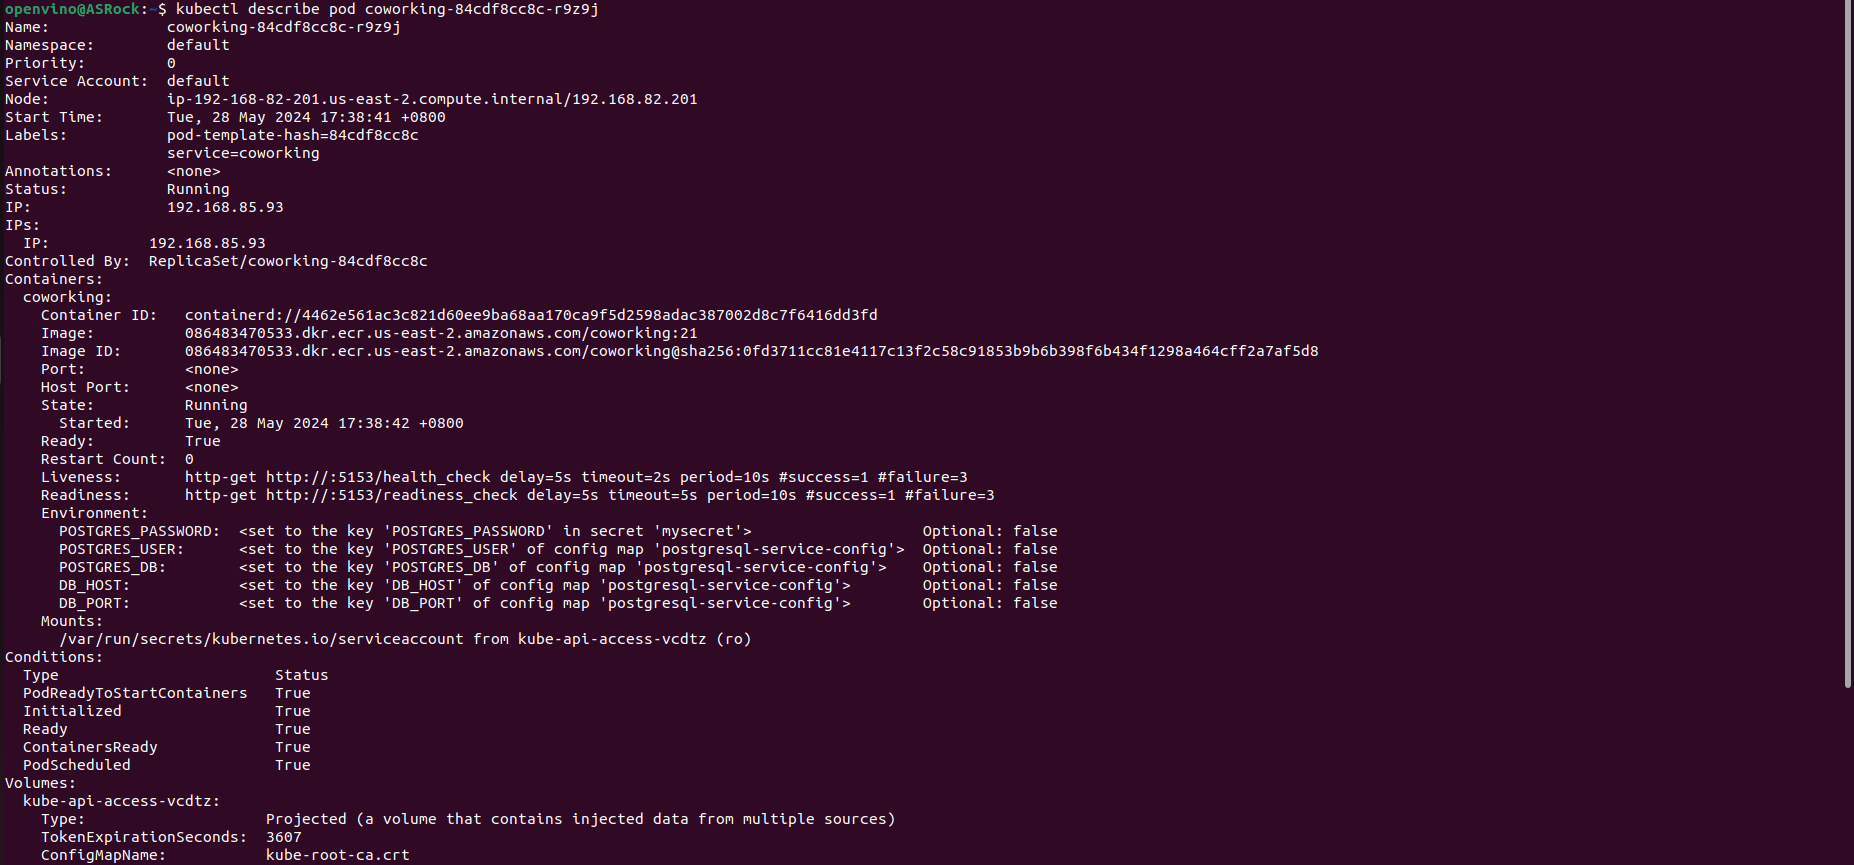 openvino@ASRock:~$ kubectl describe pod coworking-84cdf8cc8c-r9z9j
Name:             coworking-84cdf8cc8c-r9z9j
Namespace:        default
Priority:         0
Service Account:  default
Node:             ip-192-168-82-201.us-east-2.compute.internal/192.168.82.201
Start Time:       Tue, 28 May 2024 17:38:41 +0800
Labels:           pod-template-hash=84cdf8cc8c
                  service=coworking
Annotations:      <none>
Status:           Running
IP:               192.168.85.93
IPs:
  IP:           192.168.85.93
Controlled By:  ReplicaSet/coworking-84cdf8cc8c
Containers:
  coworking:
    Container ID:   containerd://4462e561ac3c821d60ee9ba68aa170ca9f5d2598adac387002d8c7f6416dd3fd
    Image:          086483470533.dkr.ecr.us-east-2.amazonaws.com/coworking:21
    Image ID:       086483470533.dkr.ecr.us-east-2.amazonaws.com/coworking@sha256:0fd3711cc81e4117c13f2c58c91853b9b6b398f6b434f1298a464cff2a7af5d8
    Port:           <none>
    Host Port:      <none>
    State:          Running
      Started:      Tue, 28 May 2024 17:38:42 +0800
    Ready:          True
    Restart Count:  0
    Liveness:       http-get http://:5153/health_check delay=5s timeout=2s period=10s #success=1 #failure=3
    Readiness:      http-get http://:5153/readiness_check delay=5s timeout=5s period=10s #success=1 #failure=3
    Environment:
      POSTGRES_PASSWORD:  <set to the key 'POSTGRES_PASSWORD' in secret 'mysecret'>                   Optional: false
      POSTGRES_USER:      <set to the key 'POSTGRES_USER' of config map 'postgresql-service-config'>  Optional: false
      POSTGRES_DB:        <set to the key 'POSTGRES_DB' of config map 'postgresql-service-config'>    Optional: false
      DB_HOST:            <set to the key 'DB_HOST' of config map 'postgresql-service-config'>        Optional: false
      DB_PORT:            <set to the key 'DB_PORT' of config map 'postgresql-service-config'>        Optional: false
    Mounts:
      /var/run/secrets/kubernetes.io/serviceaccount from kube-api-access-vcdtz (ro)
Conditions:
  Type                        Status
  PodReadyToStartContainers   True
  Initialized                 True
  Ready                       True
  ContainersReady             True
  PodScheduled                True
Volumes:
  kube-api-access-vcdtz:
    Type:                    Projected (a volume that contains injected data from multiple sources)
    TokenExpirationSeconds:  3607
    ConfigMapName:           kube-root-ca.crt